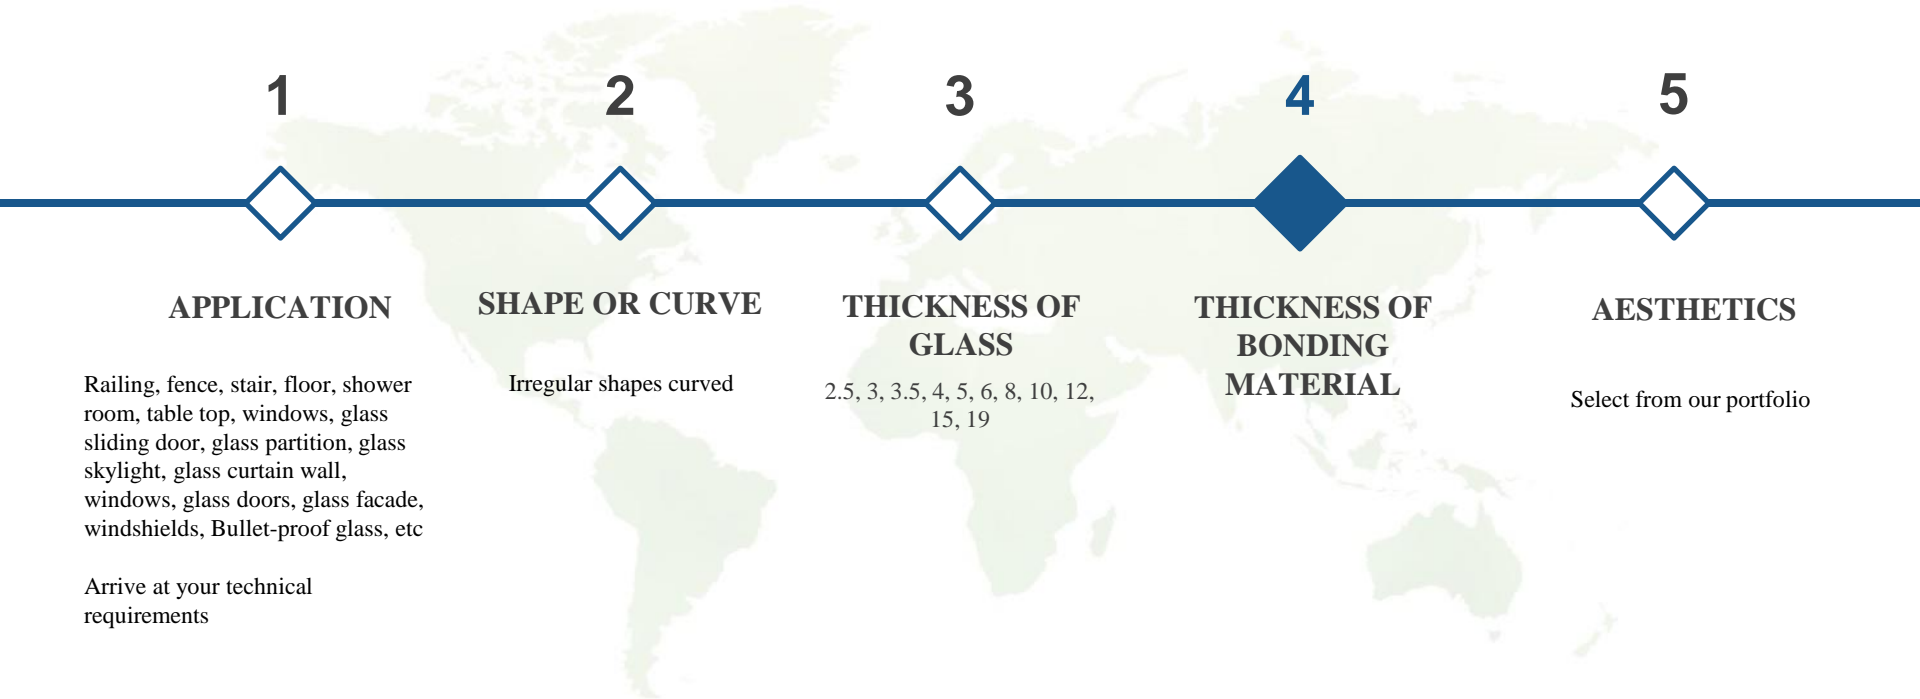 1
2
3
4
5
APPLICATION
Railing, fence, stair, floor, shower
room, table top, windows, glass
sliding door, glass partition, glass
skylight, glass curtain wall,
windows, glass doors, glass facade,
windshields, Bullet-proof glass, etc
Arrive at your technical
requirements
SHAPE OR CURVE
Irregular shapes curved
THICKNESS OF
GLASS
2.5, 3, 3.5, 4, 5, 6, 8, 10, 12,
15, 19
THICKNESS OF
BONDING
MATERIAL
AESTHETICS
Select from our portfolio